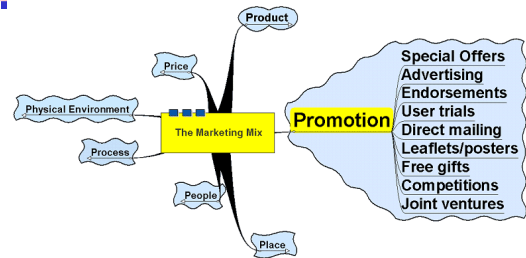 Product
Price
Physical Environment
The Marketing Mix
Process
People
Place
Promotion
Special Offers
Advertising
Endorsements
User trials
Direct mailing
Leaflets/posters
Free gifts
Competitions
Joint ventures